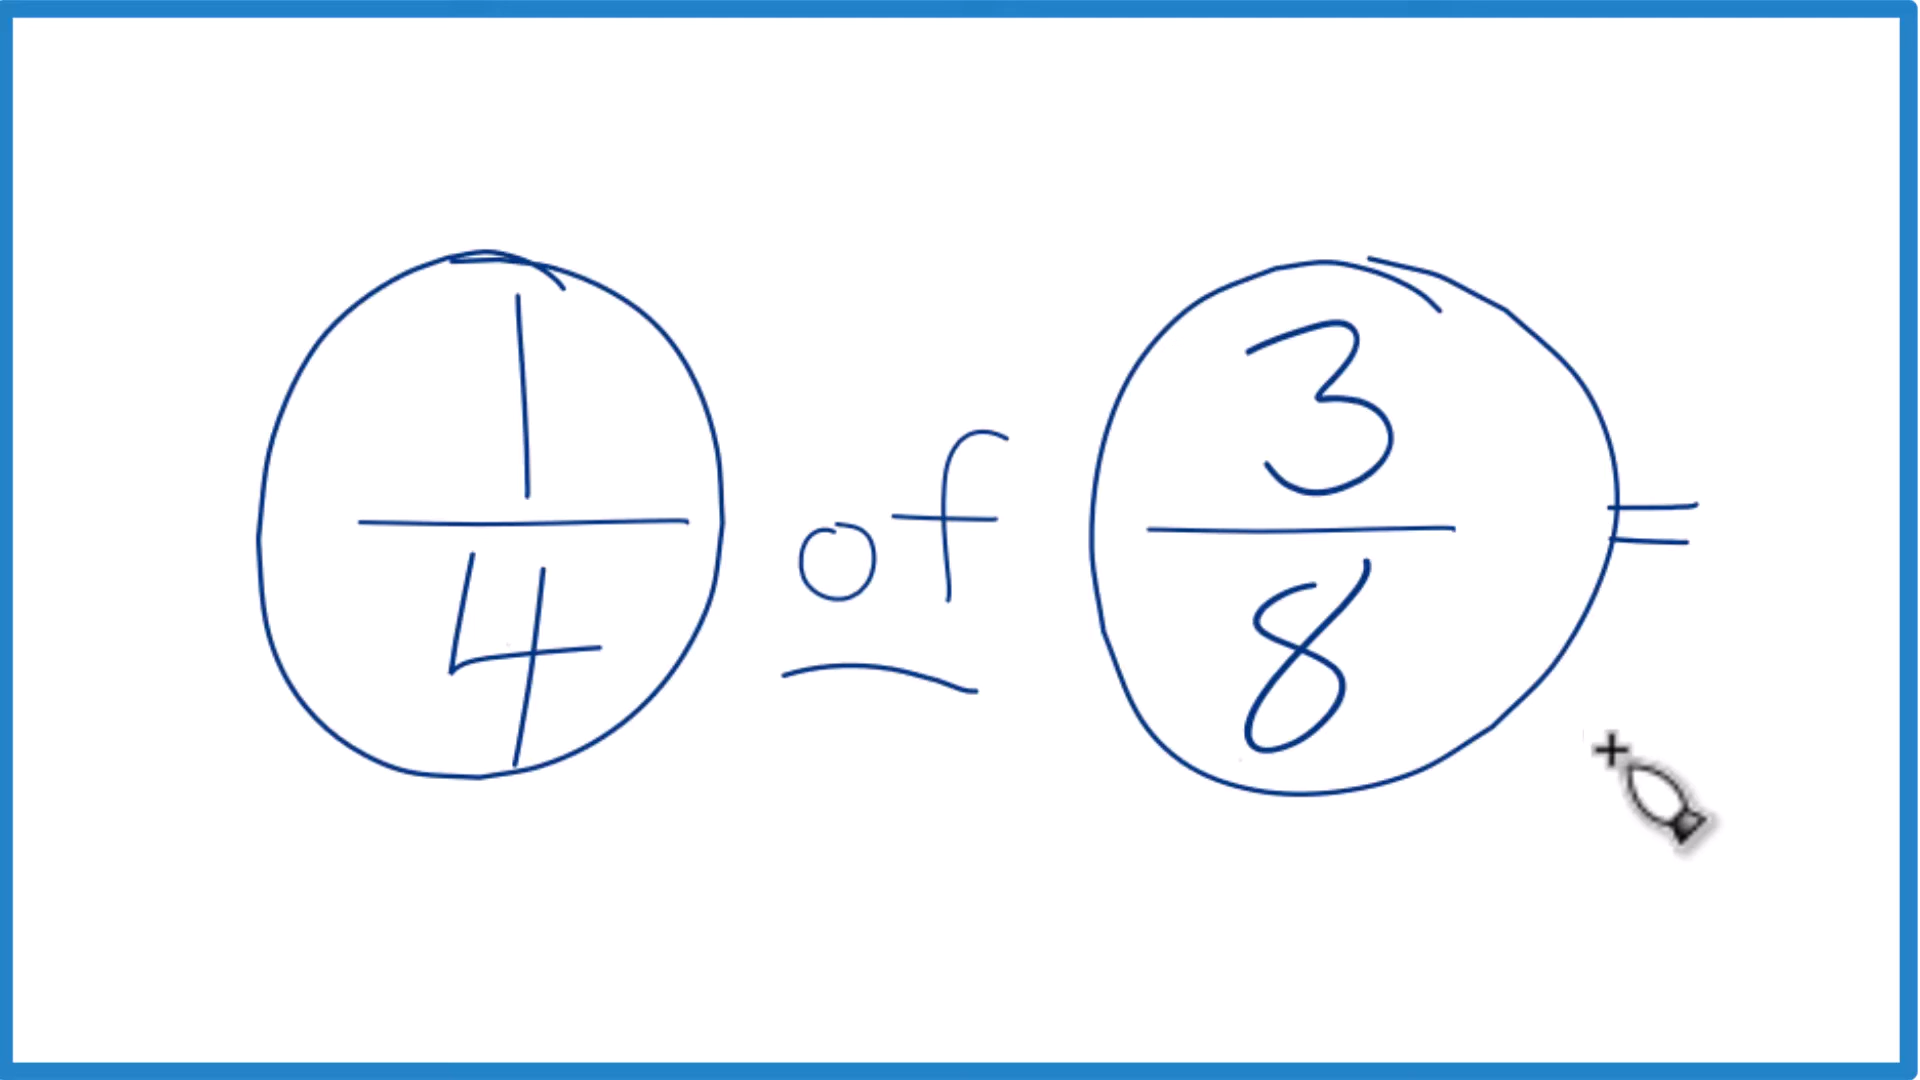 1/4 of 3/8 =